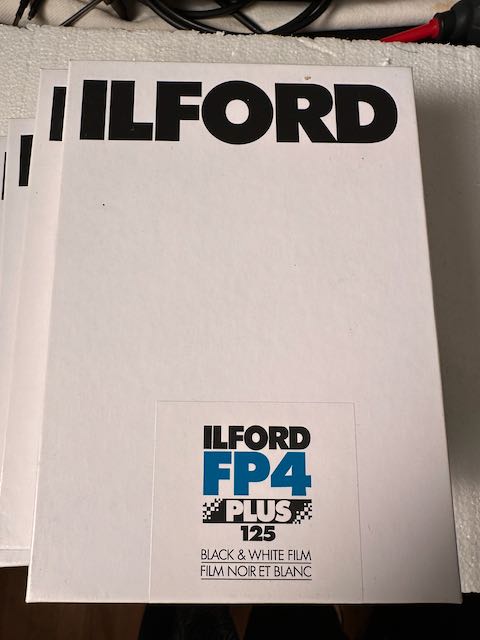 ILFORD
ILFORD
FP4
PLUS
125
BLACK & WHITE FILM
FILM NOIR ET BLANC